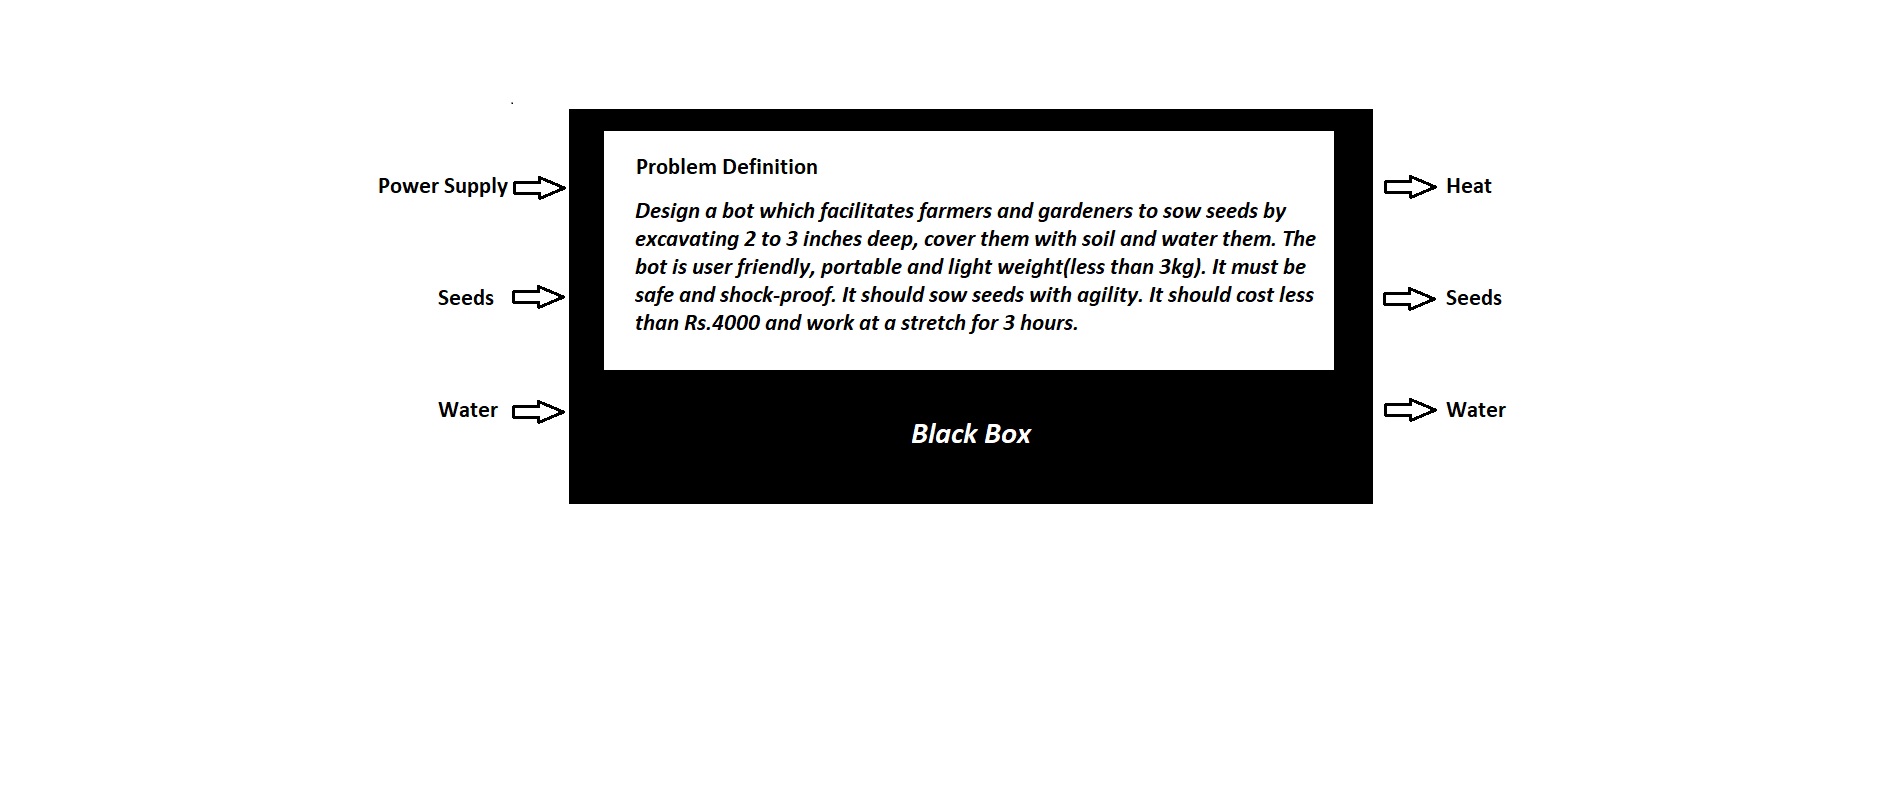 Problem Definition
Power Supply
Heat
Design a bot which facilitates farmers and gardeners to sow seeds by
excavating 2 to 3 inches deep, cover them with soil and water them. The
bot is user friendly, portable and light weight(less than 3kg). It must be
safe and shock-proof. It should sow seeds with agility. It should cost less
than Rs.4000 and work at a stretch for 3 hours.
Seeds
Seeds
Water
Water
Black Box